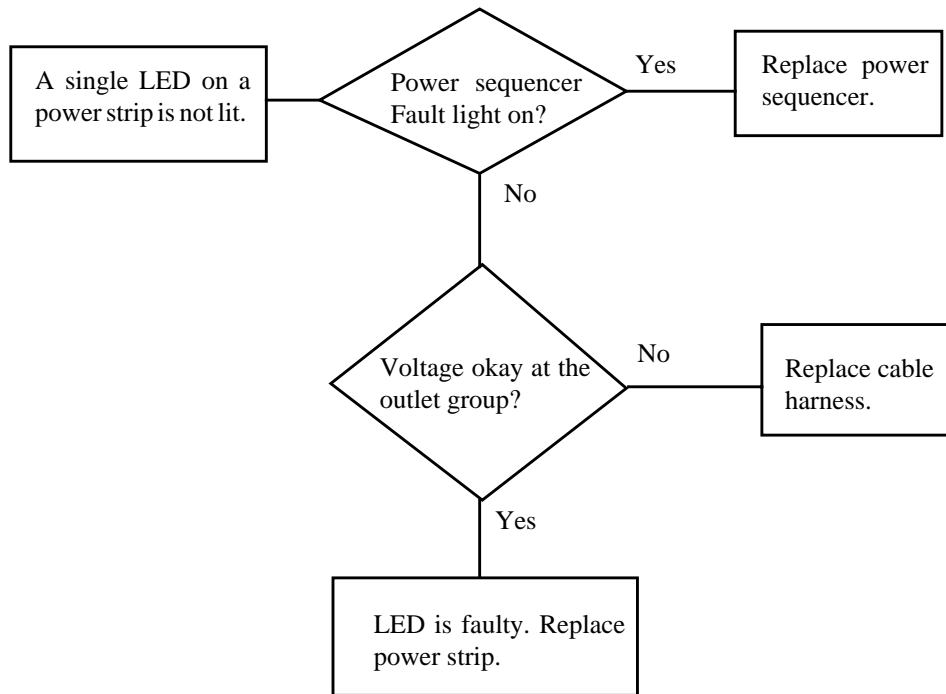 A single LED on a
power strip is not lit.
Power sequencer
Fault light on?
Yes
Replace power
sequencer.
No
Voltage okay at the
outlet group?
No
Replace cable
harness.
Yes
LED is faulty. Replace
power strip.